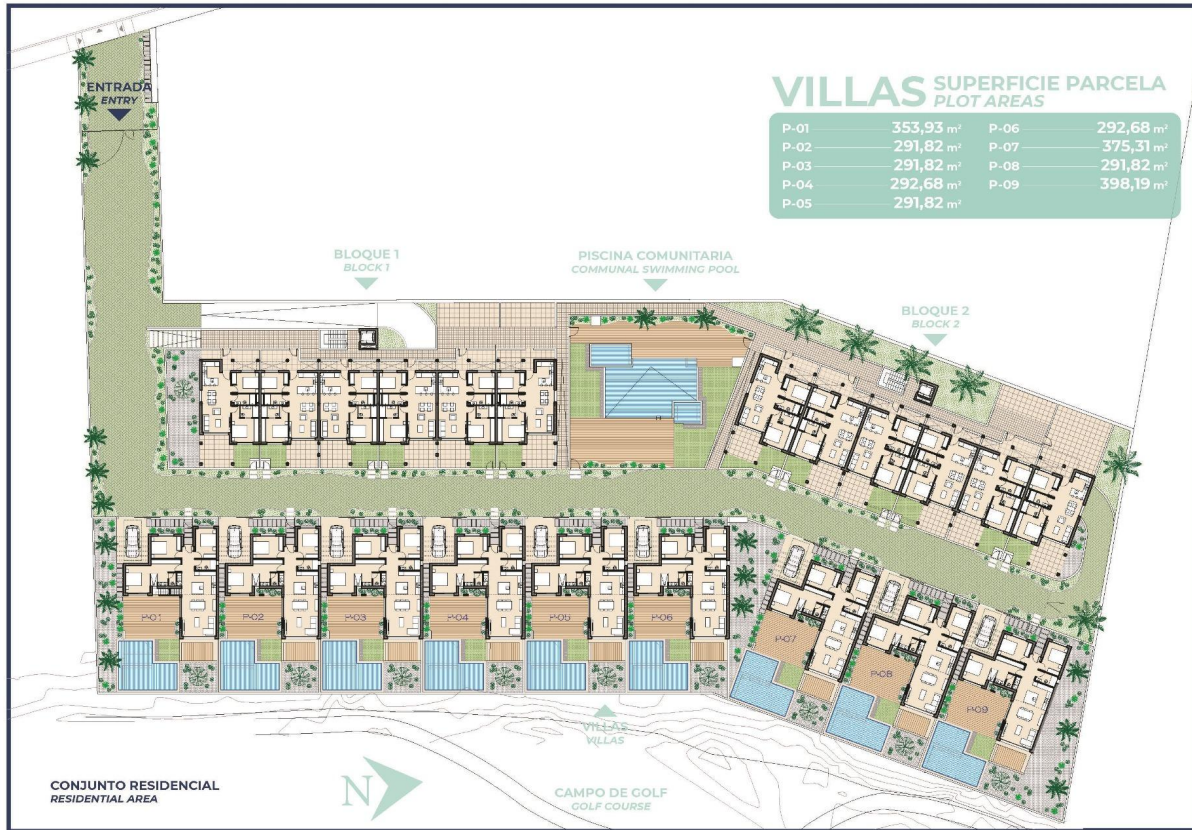 ENTRADA
ENTRY
VILLAS SUPERFICIE PARCELA
PLOT AREAS
P-01 353,93 m² P-06 292,68 m²
P-02 291,82 m² P-07 375,31 m²
P-03 291,82 m² P-08 291,82 m²
P-04 292,68 m² P-09 398,19 m²
P-05 291,82 m²
BLOQUE 1
BLOCK 1
PISCINA COMUNITARIA
COMMUNAL SWIMMING POOL
BLOQUE 2
BLOCK 2
P-01 P-02 P-03 P-04 P-05 P-06
P-07
P-08
P-09
VILLAS
VILLAS
CONJUNTO RESIDENCIAL
RESIDENTIAL AREA
N
CAMPO DE GOLF
GOLF COURSE